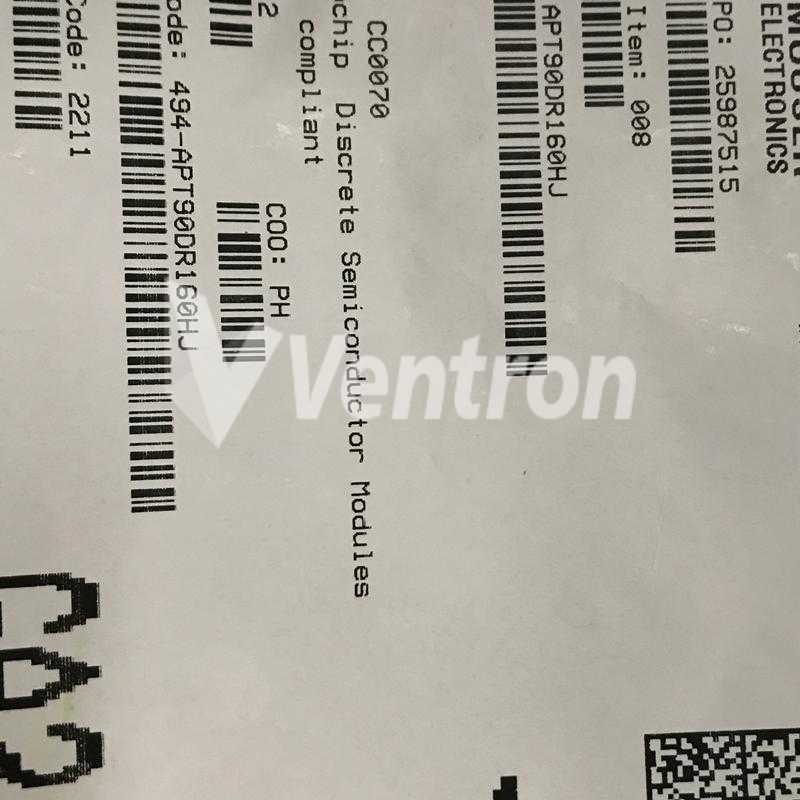 MOUSER
ELECTRONICS
PO: 25987515
Item: 008
APT90DR160HJ
CC0070
chip Discrete Semiconductor Modules
compliant
2
COO: PH
ode: 494-APT90DR160HJ
Code: 2211
Ventron